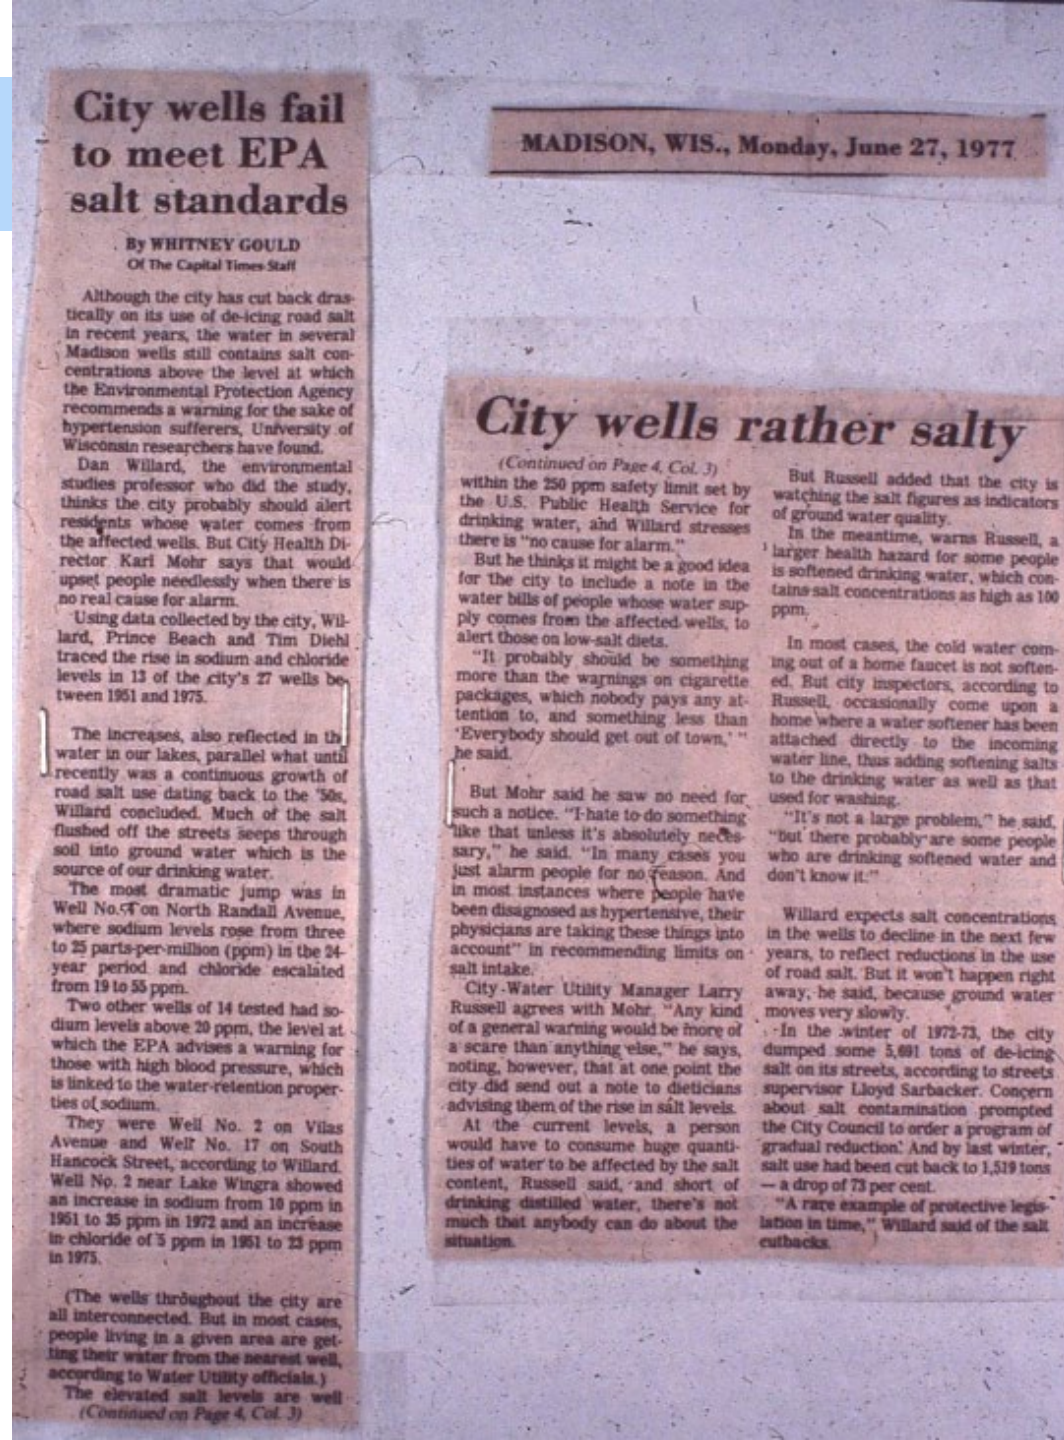 City wells fail
to meet EPA
salt standards
By WHITNEY GOULD
Of The Capital Times Staff
Although the city has cut back dras-
tically on its use of de-icing road salt
in recent years, the water in several
Madison wells still contains salt con-
centrations above the level at which
the Environmental Protection Agency
recommends a warning for the sake of
hypertension sufferers, University of
Wisconsin researchers have found.
Dan Willard, the environmental
studies professor who did the study,
thinks the city probably should alert
residents whose water comes from
the affected wells. But City Health Di-
rector Karl Mohr says that would
upset people needlessly when there is
no real cause for alarm.
Using data collected by the city, Wil-
lard, Prince Beach and Tim Diehl
traced the rise in sodium and chloride
levels in 13 of the city's 27 wells be-
tween 1951 and 1975.
The increases, also reflected in the
water in our lakes, parallel what until
recently was a continuous growth of
road salt use dating back to the '50s,
Willard concluded. Much of the salt
flushed off the streets seeps through
soil into ground water which is the
source of our drinking water.
The most dramatic jump was in
Well No. on North Randall Avenue,
where sodium levels rose from three
to 25 parts-per-million (ppm) in the 24-
year period and chloride escalated
from 19 to 55 ppm.
Two other wells of 14 tested had so-
dium levels above 20 ppm, the level at
which the EPA advises a warning for
those with high blood pressure, which
is linked to the water-retention proper-
ties of sodium.
They were Well No. 2 on Vilas
Avenue and Well No. 17 on South
Hancock Street, according to Willard.
Well No. 2 near Lake Wingra showed
an increase in sodium from 10 ppm in
1951 to 35 ppm in 1972 and an increase
in chloride of 5 ppm in 1951 to 23 ppm
in 1975.
(The wells throughout the city are
all interconnected. But in most cases,
people living in a given area are get-
ting their water from the nearest well,
according to Water Utility officials.)
The elevated salt levels are well
(Continued on Page 4, Col. 3)
MADISON, WIS., Monday, June 27, 1977
City wells rather salty
(Continued on Page 4, Col. 3)
within the 250 ppm safety limit set by
the U.S. Public Health Service for
drinking water, and Willard stresses
there is "no cause for alarm."
But he thinks it might be a good idea
for the city to include a note in the
water bills of people whose water sup-
ply comes from the affected wells, to
alert those on low-salt diets.
"It probably should be something
more than the warnings on cigarette
packages, which nobody pays any at-
tention to, and something less than
'Everybody should get out of town,' "
he said.
But Mohr said he saw no need for
such a notice. "I hate to do something
like that unless it's absolutely neces-
sary," he said. "In many cases you
just alarm people for no reason. And
in most instances where people have
been disagnosed as hypertensive, their
physicians are taking these things into
account" in recommending limits on
salt intake.
City Water Utility Manager Larry
Russell agrees with Mohr. "Any kind
of a general warning would be more of
a scare than anything else," he says,
noting, however, that at one point the
city did send out a note to dieticians
advising them of the rise in salt levels.
At the current levels, a person
would have to consume huge quanti-
ties of water to be affected by the salt
content, Russell said, and short of
drinking distilled water, there's not
much that anybody can do about the
situation.
But Russell added that the city is
watching the salt figures as indicators
of ground water quality.
In the meantime, warns Russell, a
larger health hazard for some people
is softened drinking water, which con-
tains salt concentrations as high as 100
ppm.
In most cases, the cold water com-
ing out of a home faucet is not soften-
ed. But city inspectors, according to
Russell, occasionally come upon a
home where a water softener has been
attached directly to the incoming
water line, thus adding softening salts
to the drinking water as well as that
used for washing.
"It's not a large problem," he said,
"but there probably are some people
who are drinking softened water and
don't know it."
Willard expects salt concentrations
in the wells to decline in the next few
years, to reflect reductions in the use
of road salt. But it won't happen right
away, he said, because ground water
moves very slowly.
In the winter of 1972-73, the city
dumped some 5,691 tons of de-icing
salt on its streets, according to streets
supervisor Lloyd Sarbacker. Concern
about salt contamination prompted
the City Council to order a program of
gradual reduction. And by last winter,
salt use had been cut back to 1,519 tons
— a drop of 73 per cent.
"A rare example of protective legis-
lation in time," Willard said of the salt
cutbacks.